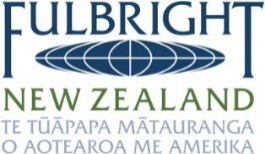 FULBRIGHT
NEW ZEALAND
TE TŪĀPAPA MĀTAURANGA
O AOTEAROA ME AMERIKA